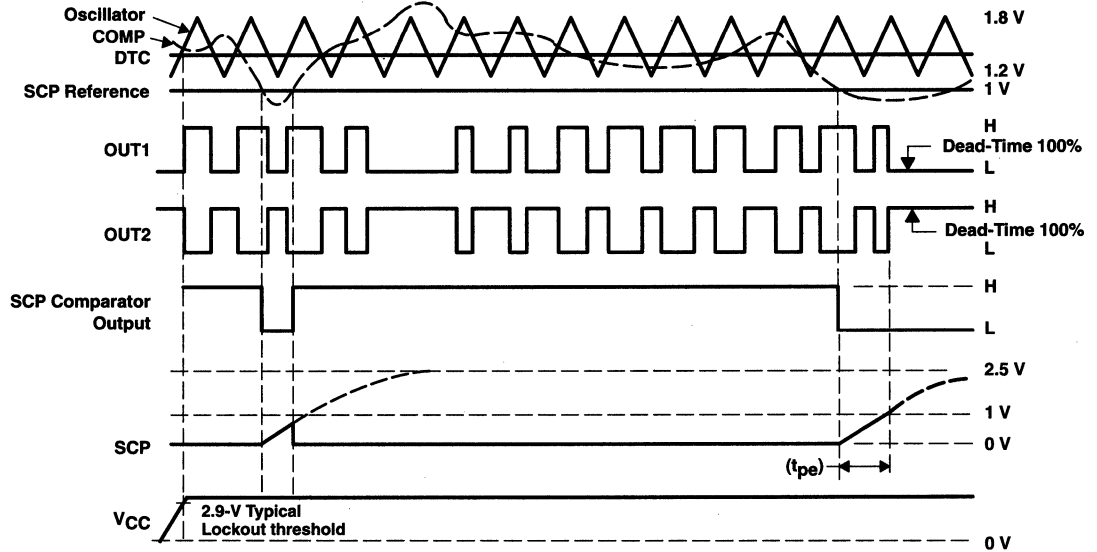 Oscillator
1.8 V
COMP
DTC
1.2 V
SCP Reference
1 V
H
OUT1
Dead-Time 100%
L
H
OUT2
Dead-Time 100%
L
SCP Comparator
Output
H
L
2.5 V
1 V
SCP
0 V
(tpe)
VCC
2.9-V Typical
Lockout threshold
0 V